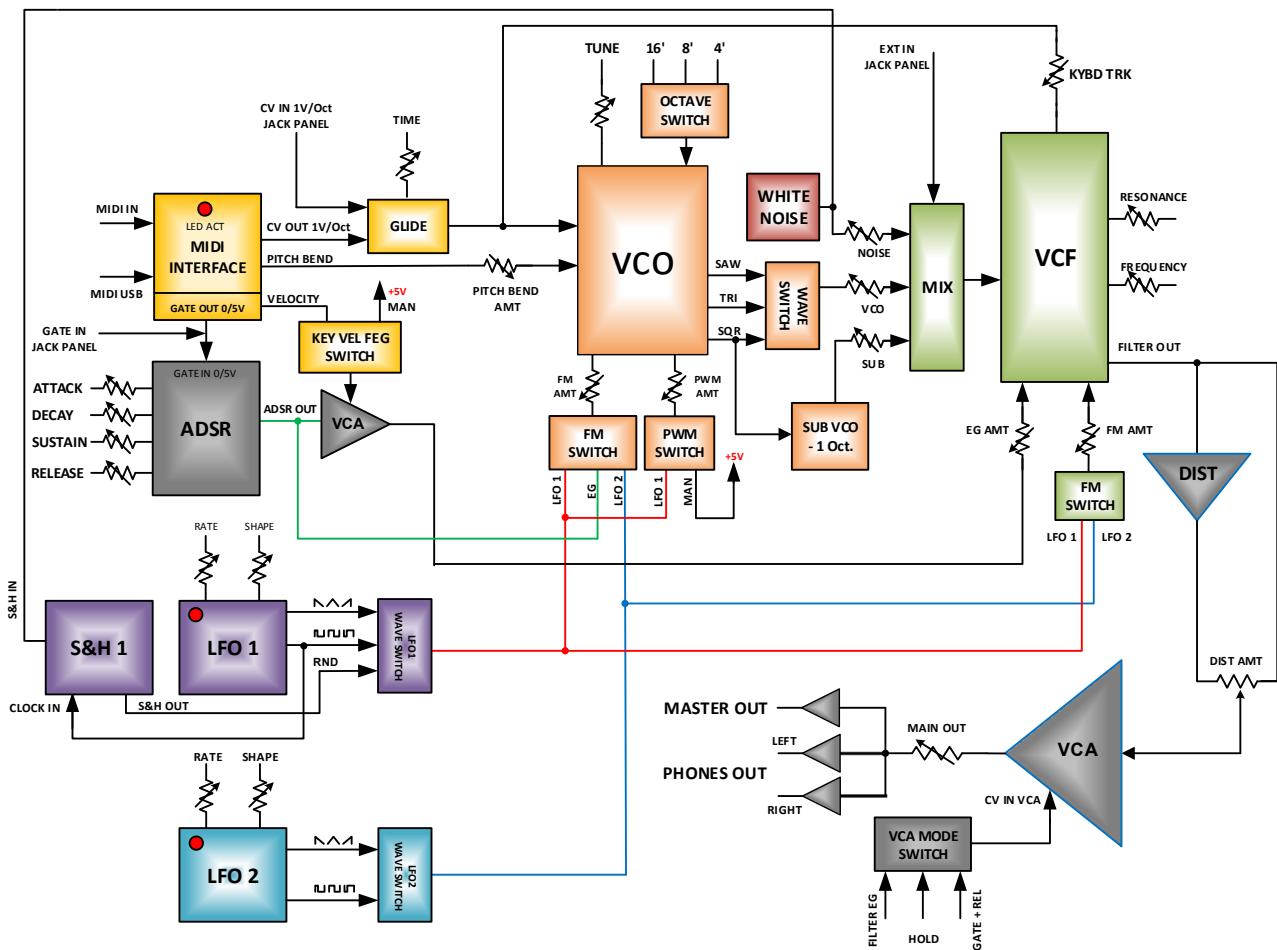 TUNE
16' 8' 4'
EXT IN
JACK PANEL
KYBD TRK
OCTAVE
SWITCH
CV IN 1V/Oct
JACK PANEL
TIME
MIDI IN
LED ACT
MIDI
INTERFACE
CV OUT 1V/Oct
GLIDE
WHITE
NOISE
RESONANCE
VCO
VCF
NOISE
PITCH BEND
PITCH BEND
AMT
SAW
TRI
SQR
WAVE
SWITCH
VCO
MIX
FREQUENCY
MIDI USB
GATE OUT 0/5V
VELOCITY
+5V
MAN
GATE IN
JACK PANEL
KEY VEL FEG
SWITCH
SUB
FILTER OUT
GATE IN 0/5V
ATTACK
DECAY
SUSTAIN
RELEASE
ADSR
ADSR OUT
VCA
FM
AMT
PWM
AMT
FM
SWITCH
PWM
SWITCH
SUB VCO
- 1 Oct.
+5V
LFO 1
EG
LFO 2
LFO 1
MAN
EG AMT
FM AMT
DIST
FM
SWITCH
LFO 1
LFO 2
RATE
SHAPE
S&H IN
S&H 1
LFO 1
RND
LFO1
WAVE SWITCH
CLOCK IN
S&H OUT
DIST AMT
MASTER OUT
MAIN OUT
LEFT
PHONES OUT
RIGHT
VCA
CV IN VCA
VCA MODE
SWITCH
FILTER EG
HOLD
GATE + REL
RATE
SHAPE
LFO 2
LFO2
WAVE SWITCH